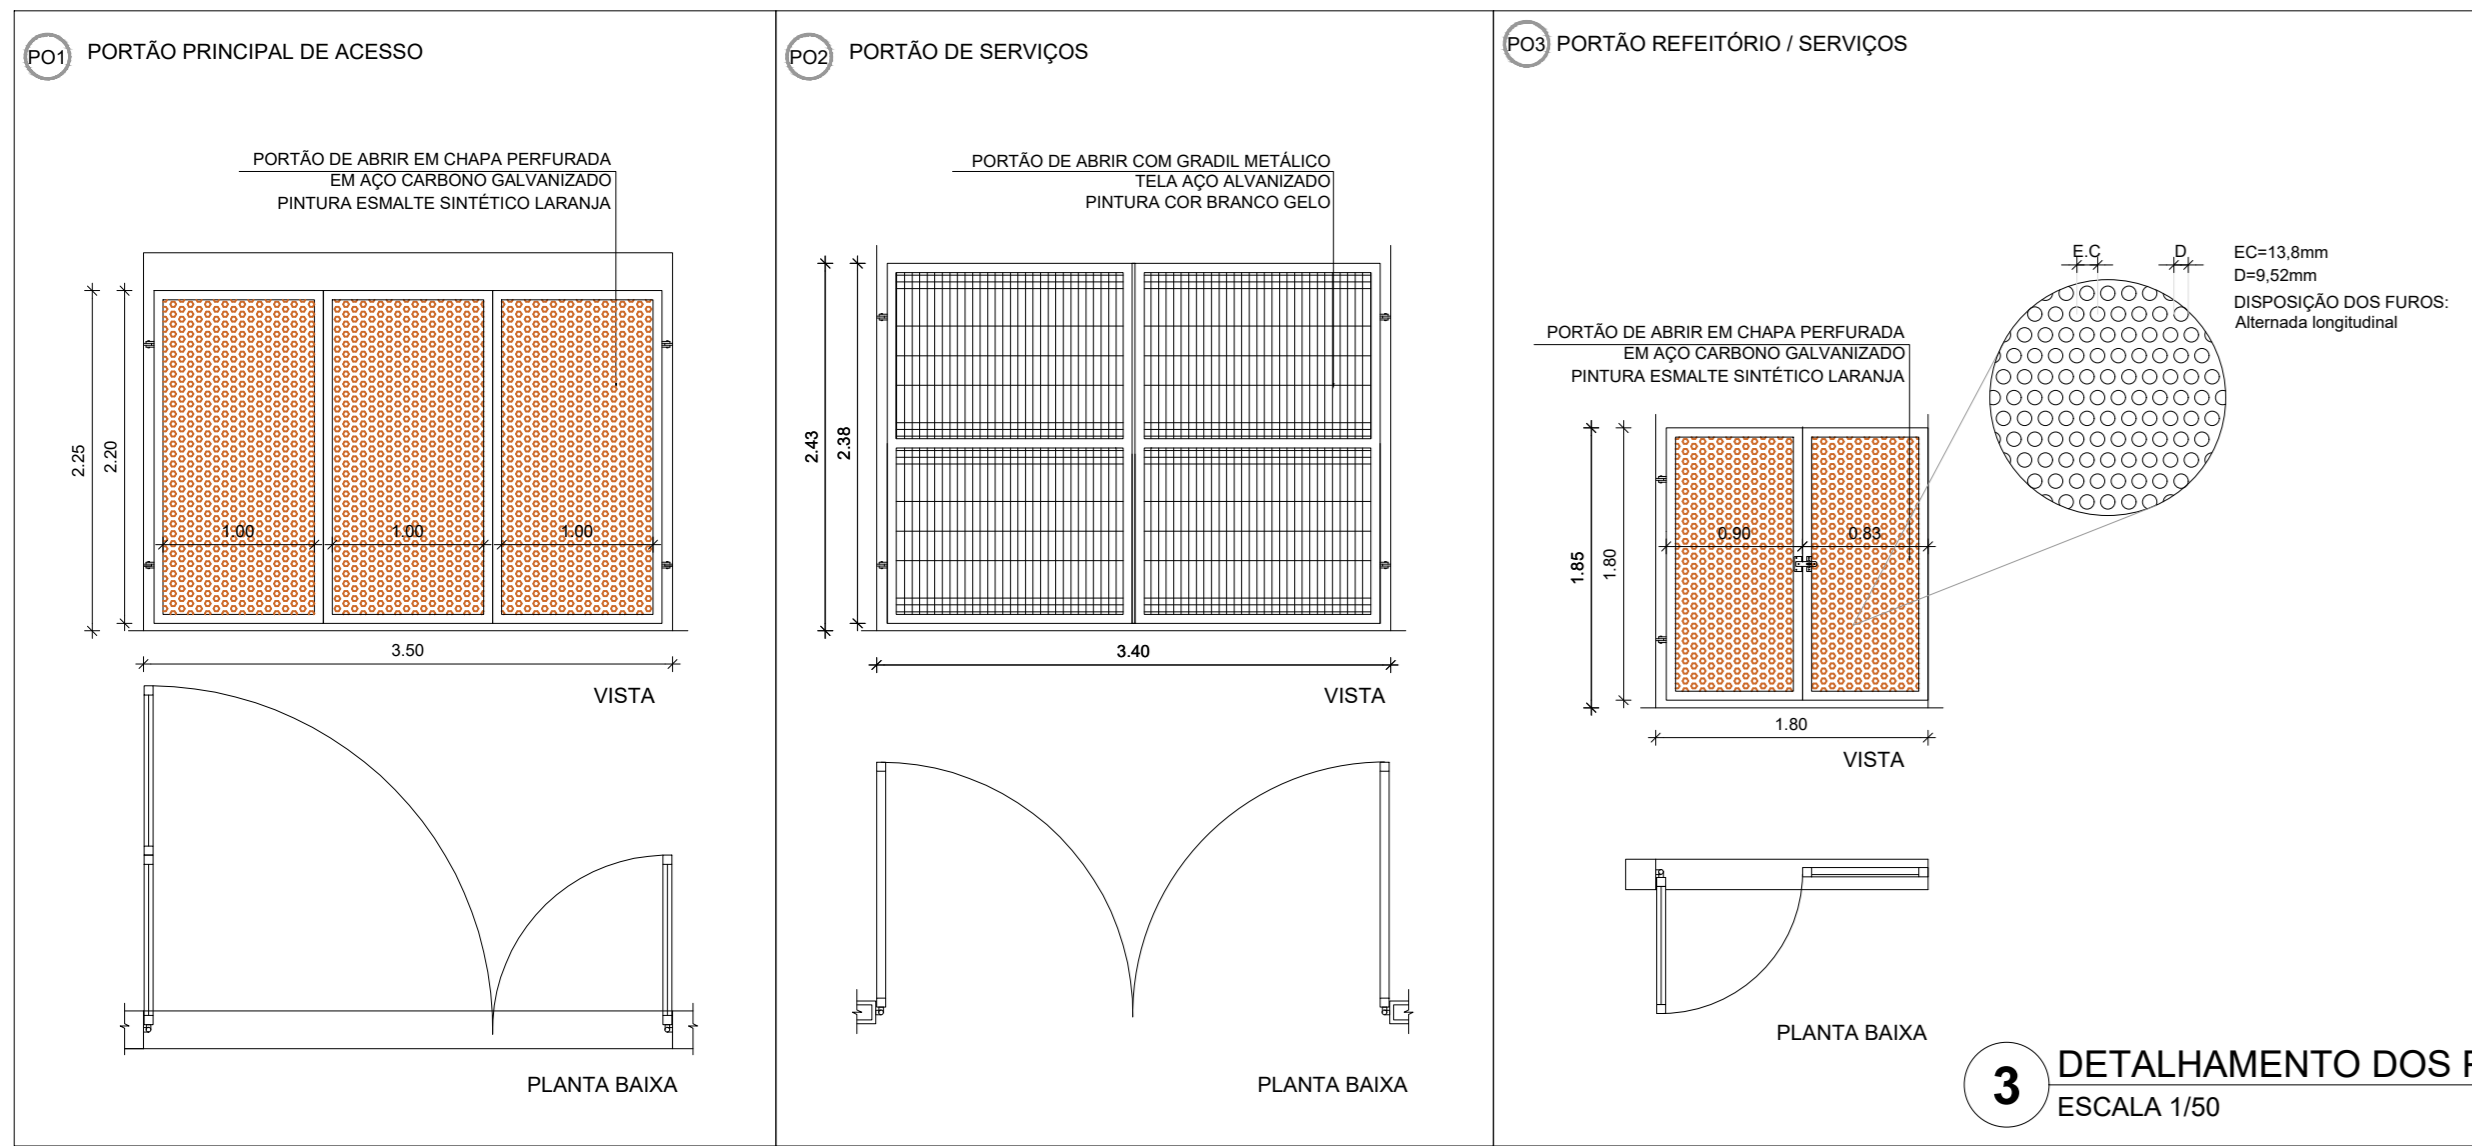 PO1 PORTÃO PRINCIPAL DE ACESSO
PORTÃO DE ABRIR EM CHAPA PERFURADA
EM AÇO CARBONO GALVANIZADO
PINTURA ESMALTE SINTÉTICO LARANJA
2.25
2.20
1.00
1.00
1.00
3.50
VISTA
PLANTA BAIXA
PO2 PORTÃO DE SERVIÇOS
PORTÃO DE ABRIR COM GRADIL METÁLICO
TELA AÇO ALVANIZADO
PINTURA COR BRANCO GELO
2.43
2.38
3.40
VISTA
PLANTA BAIXA
PO3 PORTÃO REFEITÓRIO / SERVIÇOS
E.C
D
EC=13,8mm
D=9,52mm
DISPOSIÇÃO DOS FUROS:
Alternada longitudinal
PORTÃO DE ABRIR EM CHAPA PERFURADA
EM AÇO CARBONO GALVANIZADO
PINTURA ESMALTE SINTÉTICO LARANJA
1.85
1.80
0.90
0.83
1.80
VISTA
PLANTA BAIXA
3 DETALHAMENTO DOS
ESCALA 1/50